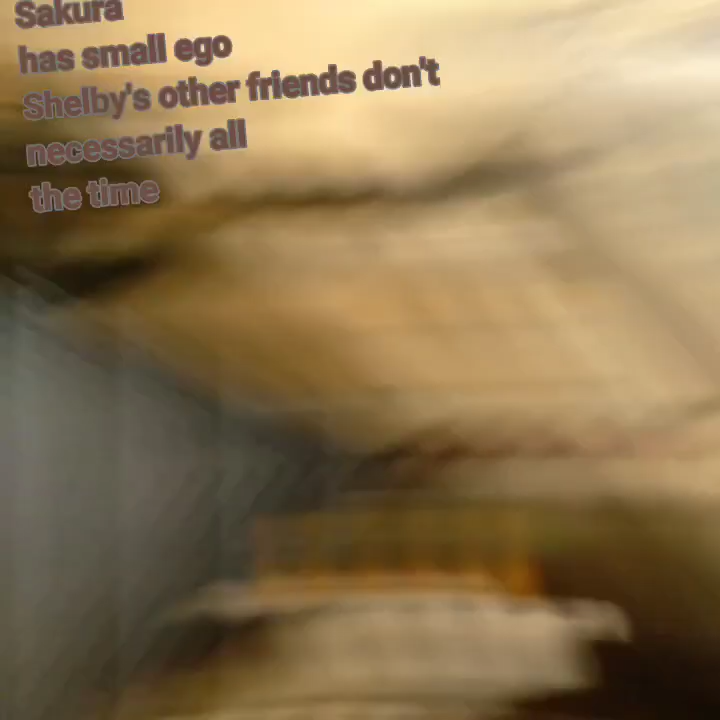 Sakura
has small ego
Shelby's other friends don't
necessarily all
the time